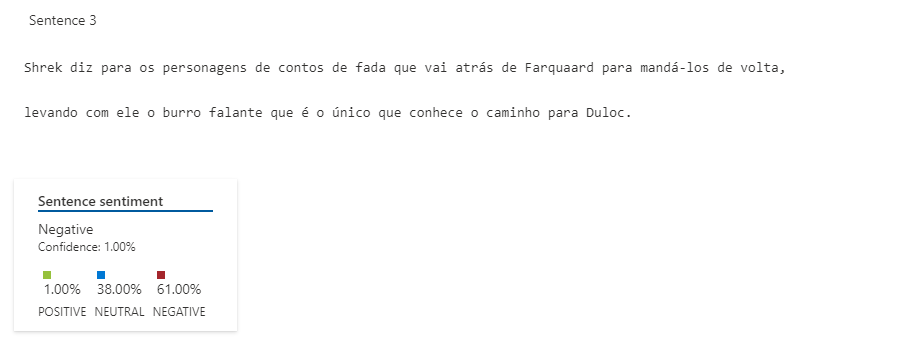 Sentence 3
Shrek diz para os personagens de contos de fada que vai atrás de Farquaard para mandá-los de volta,
levando com ele o burro falante que é o único que conhece o caminho para Duloc.
Sentence sentiment
Negative
Confidence: 1.00%
1.00% 38.00% 61.00%
POSITIVE NEUTRAL NEGATIVE